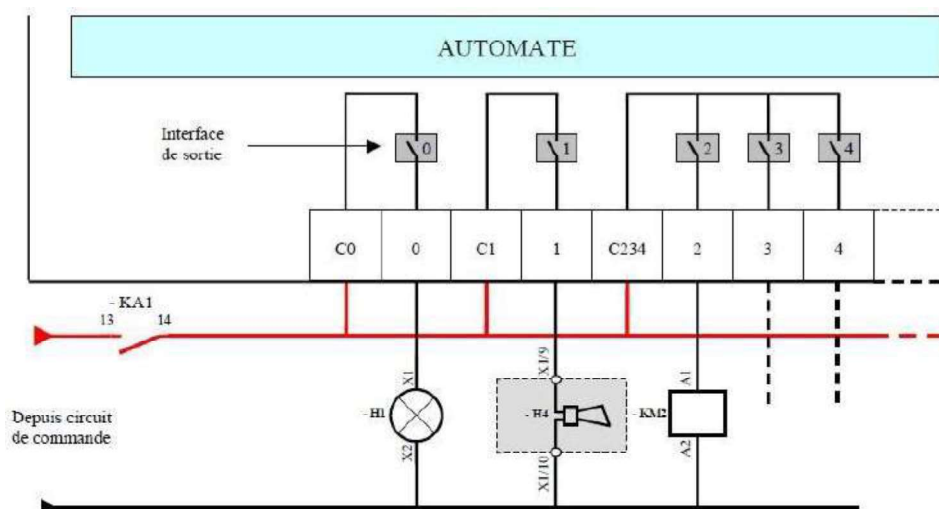 AUTOMATE
Interface
de sortie
0
1
2
3
4
C0
0
C1
1
C234
2
3
4
- KA1
13
14
X1
X1/9
A1
- H1
- H4
- KM2
Depuis circuit
de commande
X2
X1/10
A2